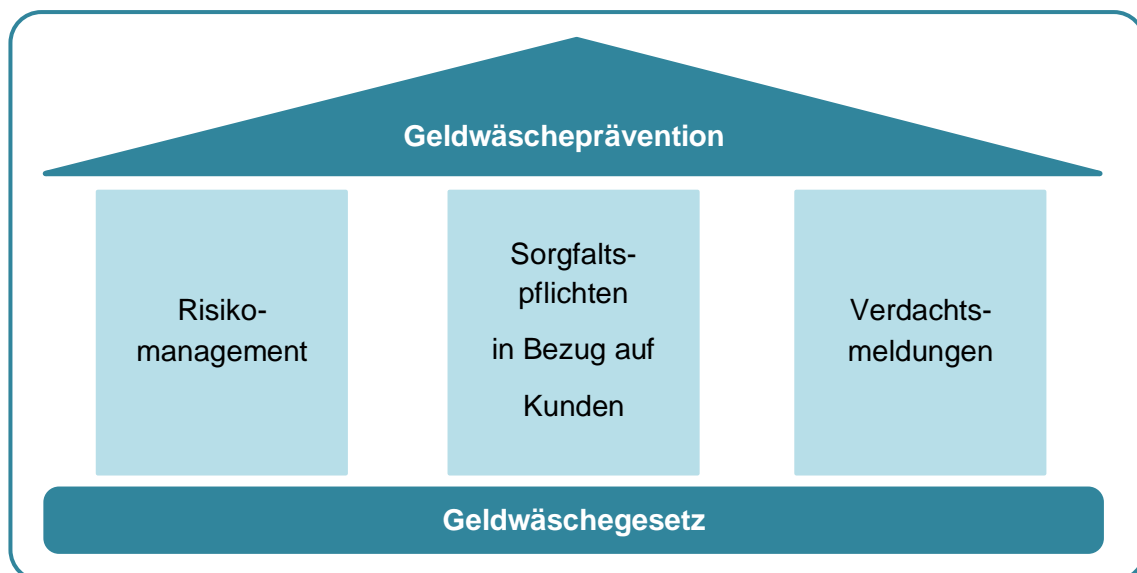 Geldwäscheprävention
Risiko-
management
Sorgfalts-
pflichten
in Bezug auf
Kunden
Verdachts-
meldungen
Geldwäschegesetz